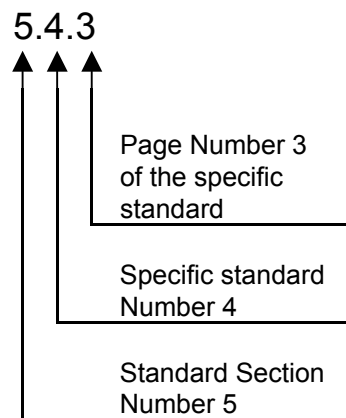 5.4.3
Page Number 3
of the specific
standard
Specific standard
Number 4
Standard Section
Number 5